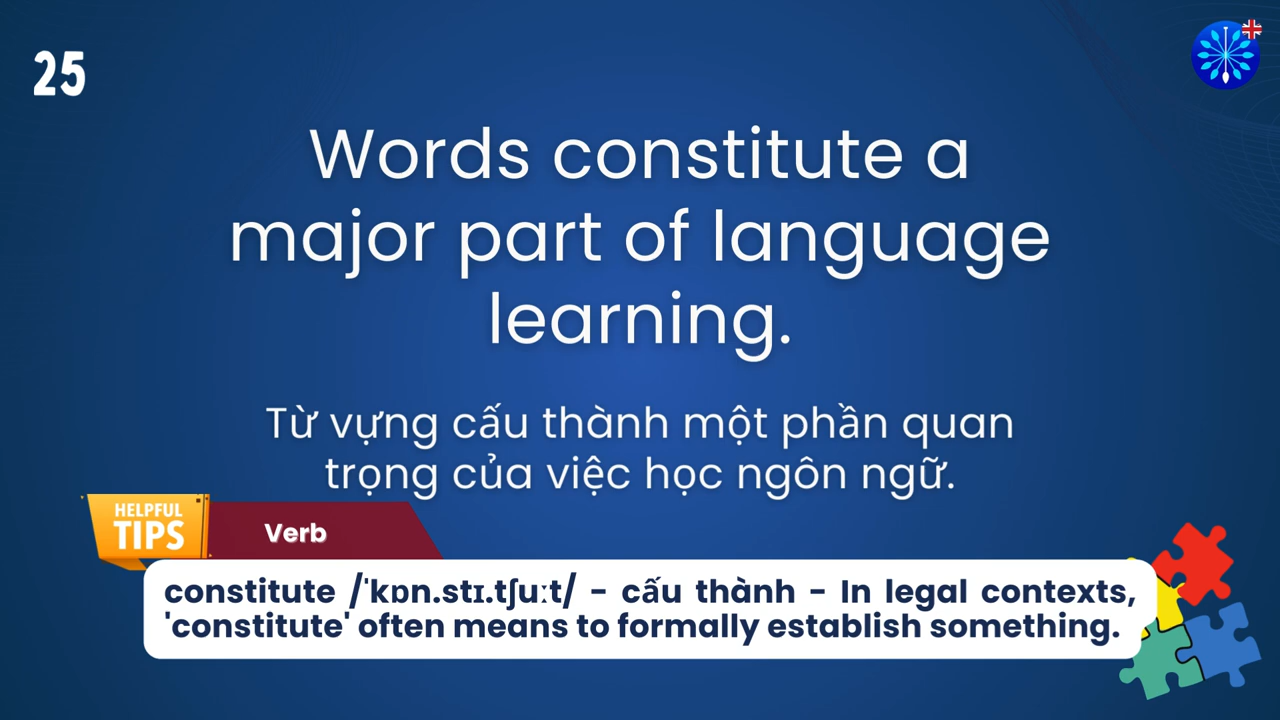 25
Words constitute a
major part of language
learning.
Từ vựng cấu thành một phần quan
trọng của việc học ngôn ngữ.
HELPFUL
TIPS
Verb
constitute /ˈkɒn.stɪ.tʃuːt/ - cấu thành - In legal contexts,
'constitute' often means to formally establish something.